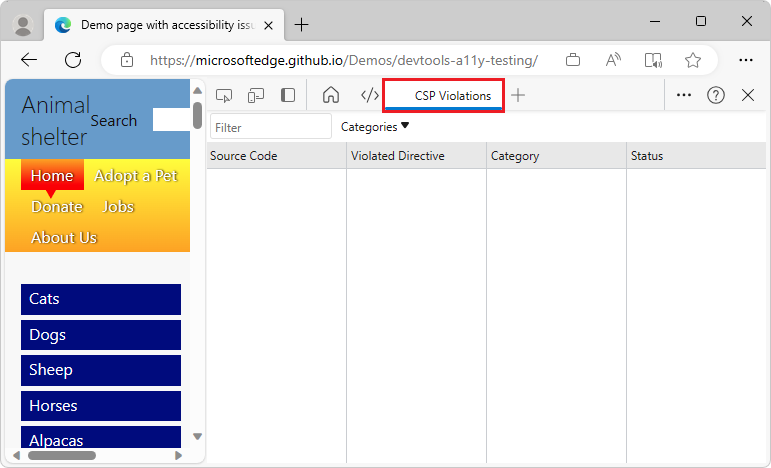 Demo page with accessibility issu
https://microsoftedge.github.io/Demos/devtools-a11y-testing/
CSP Violations
Filter
Categories
Source Code
Violated Directive
Category
Status
Animal
shelter
Search
Home
Adopt a Pet
Donate
Jobs
About Us
Cats
Dogs
Sheep
Horses
Alpacas